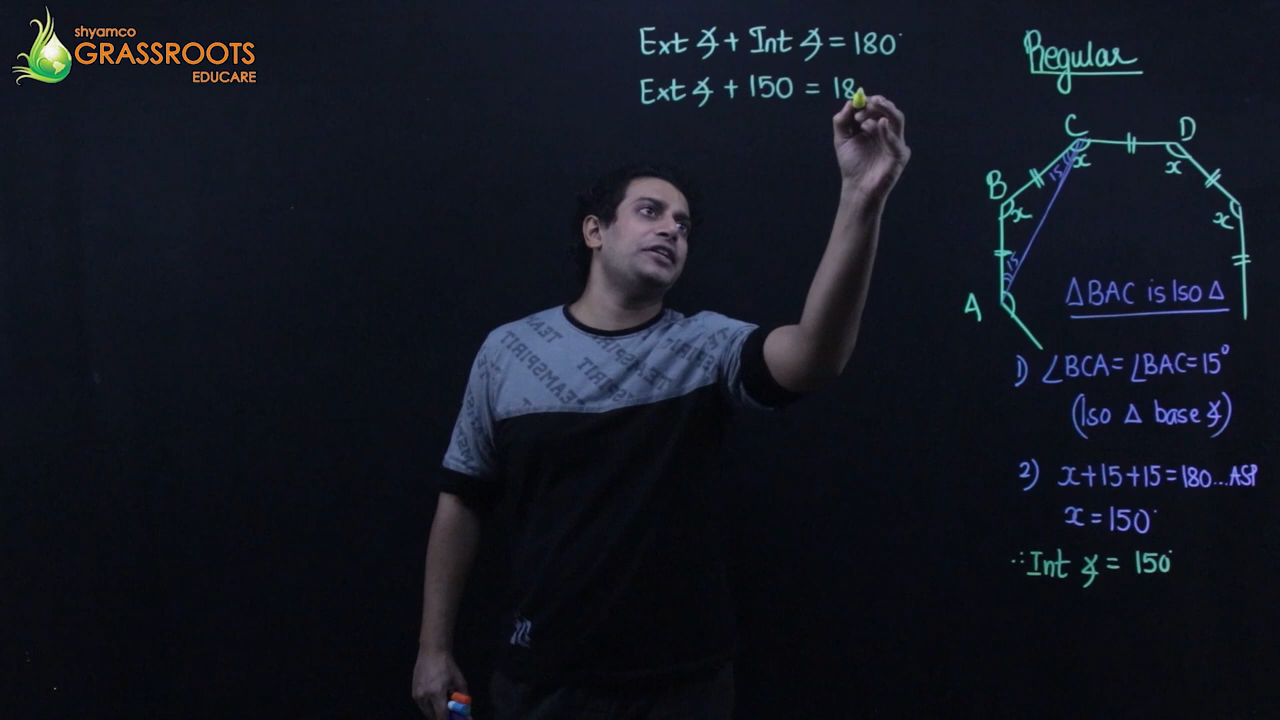 shyamco
GRASSROOTS
EDUCARE
Ext ∡ + Int ∡ = 180°
Ext ∡ + 150 = 18
Regular
C
D
B
A
x
x
x
x
15
15
△BAC is Iso △
1) ∠BCA = ∠BAC = 15°
(Iso △ base ∡)
2) x + 15 + 15 = 180 ... ASP
x = 150°
∴ Int ∡ = 150°